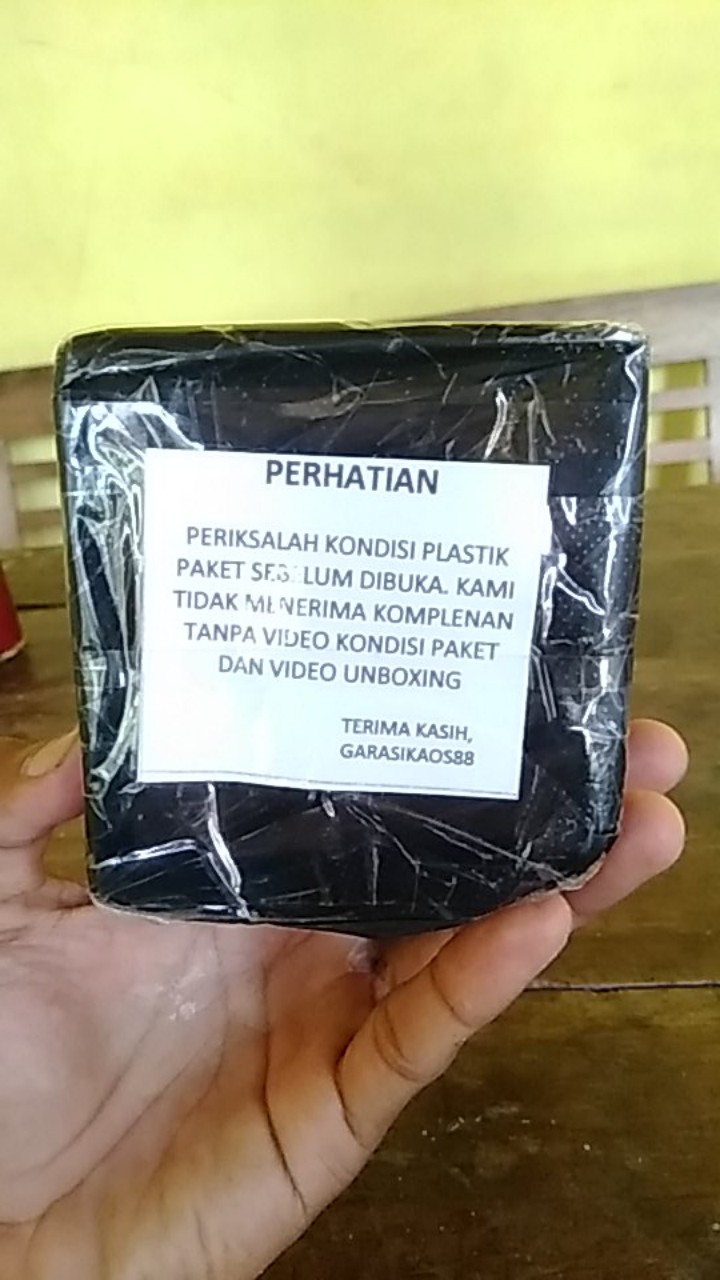 PERHATIAN
PERIKSALAH KONDISI PLASTIK
PAKET SEBELUM DIBUKA. KAMI
TIDAK MENERIMA KOMPLENAN
TANPA VIDEO KONDISI PAKET
DAN VIDEO UNBOXING
TERIMA KASIH,
GARASIKAOS88